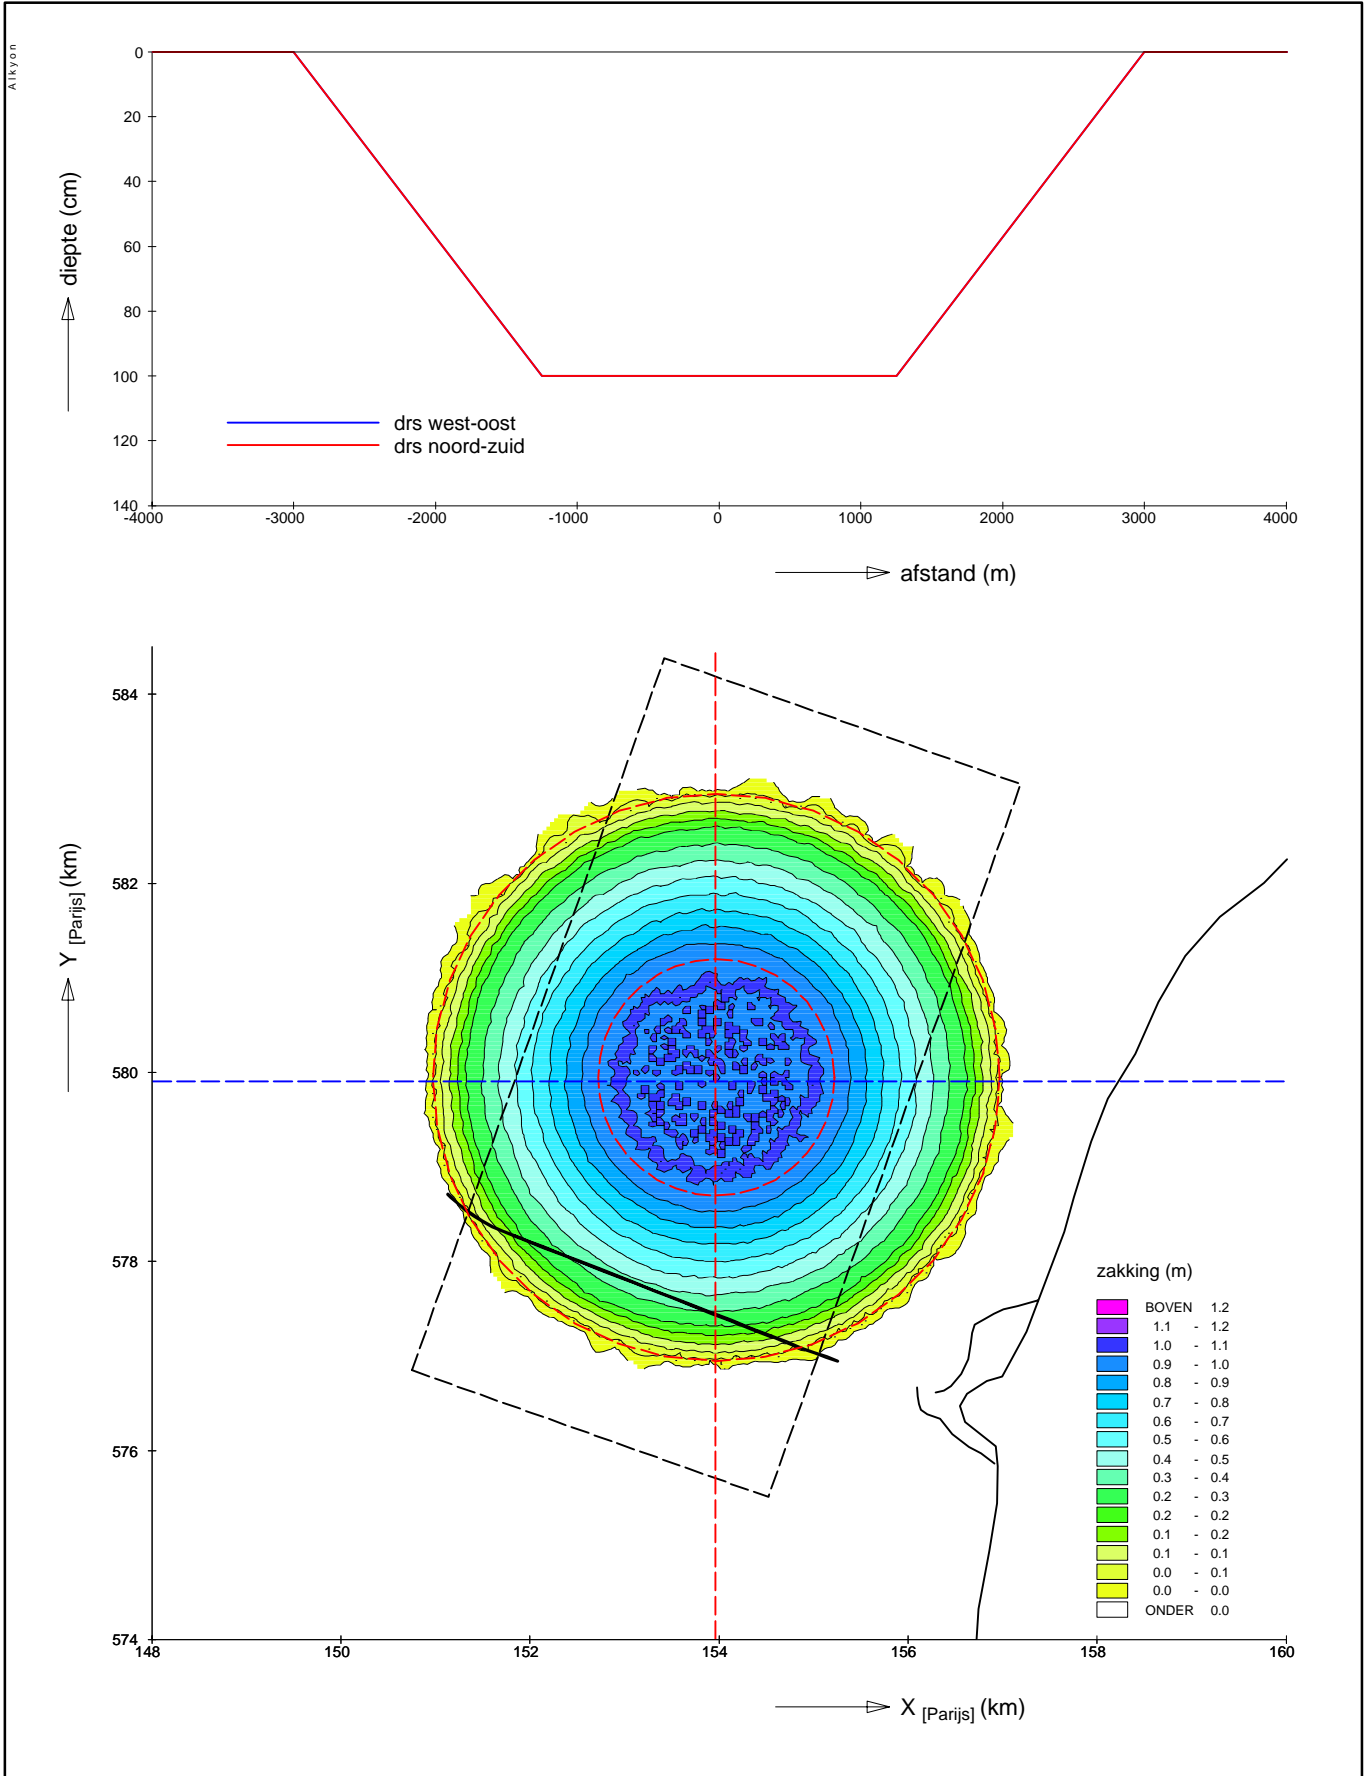 Alkyon
0
20
40
60
80
100
120
140
diepte (cm)
drs west-oost
drs noord-zuid
-4000 -3000 -2000 -1000 0 1000 2000 3000 4000
afstand (m)
584
582
580
578
576
574
Y [Parijs] (km)
zakking (m)
BOVEN 1.2
1.1 - 1.2
1.0 - 1.1
0.9 - 1.0
0.8 - 0.9
0.7 - 0.8
0.6 - 0.7
0.5 - 0.6
0.4 - 0.5
0.3 - 0.4
0.2 - 0.3
0.2 - 0.2
0.1 - 0.2
0.1 - 0.1
0.0 - 0.1
0.0 - 0.0
ONDER 0.0
148 150 152 154 156 158 160
X [Parijs] (km)